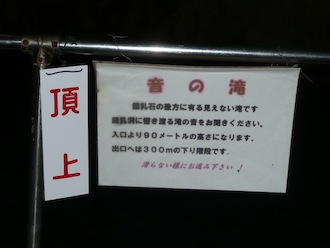 頂上
音の滝
鍾乳石の後方に有る見えない滝です
鍾乳洞に響き渡る滝の音をお聞きください。
入口より90メートルの高さになります。
出口へは300mの下り階段です。
滑らない様にお進み下さい!